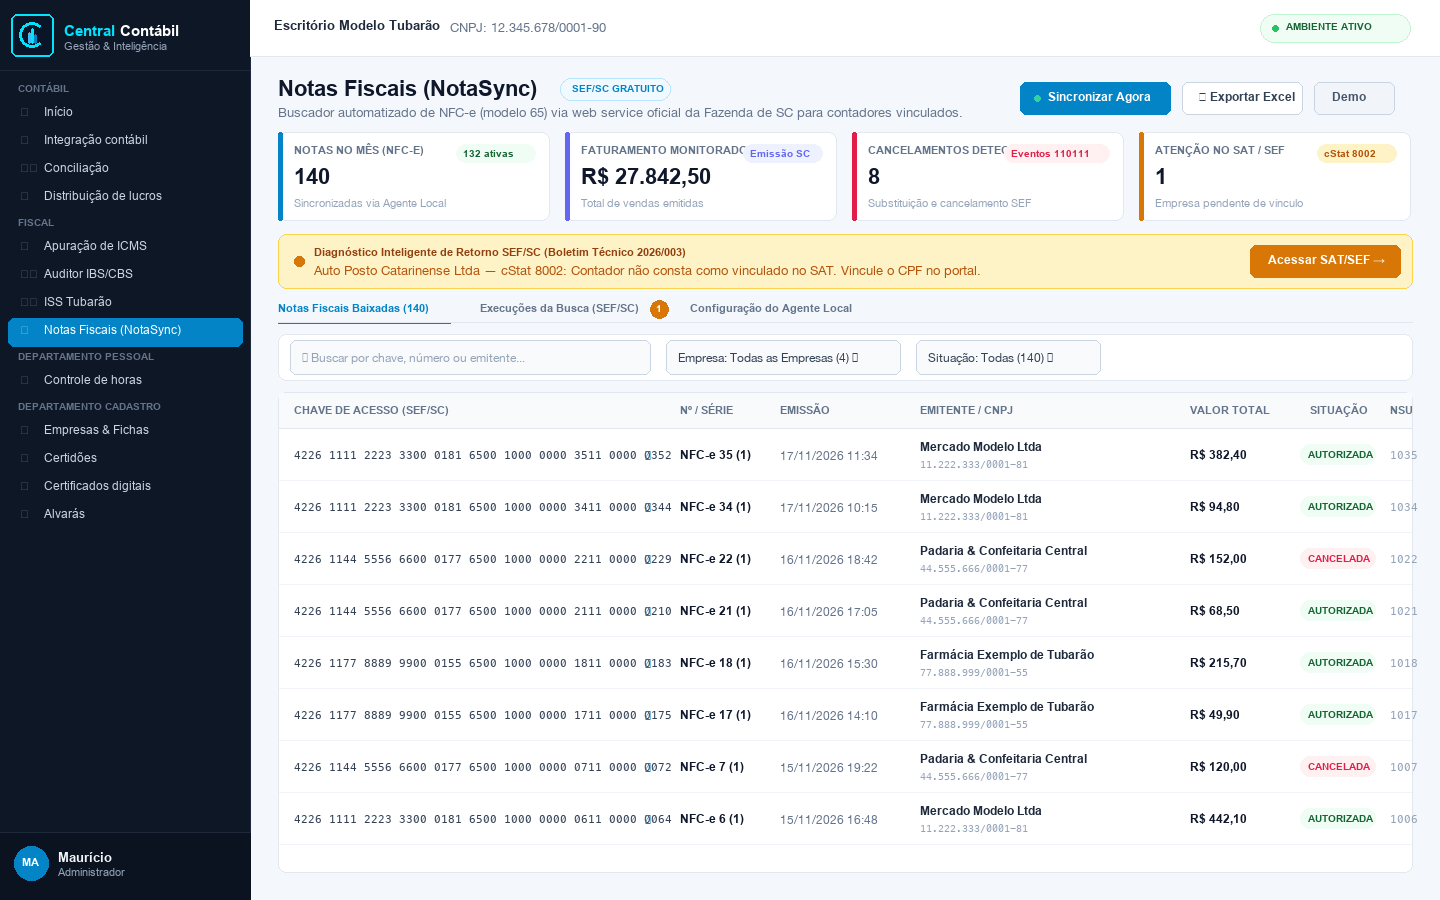 Central Contábil
Gestão & Inteligência
CONTÁBIL
Início
Integração contábil
Conciliação
Distribuição de lucros
FISCAL
Apuração de ICMS
Auditor IBS/CBS
ISS Tubarão
Notas Fiscais (NotaSync)
DEPARTAMENTO PESSOAL
Controle de horas
DEPARTAMENTO CADASTRO
Empresas & Fichas
Certidões
Certificados digitais
Alvarás
MA
Maurício
Administrador
Escritório Modelo Tubarão CNPJ: 12.345.678/0001-90
AMBIENTE ATIVO
Notas Fiscais (NotaSync) SEF/SC GRATUITO
Buscador automatizado de NFC-e (modelo 65) via web service oficial da Fazenda de SC para contadores vinculados.
Sincronizar Agora Exportar Excel Demo
NOTAS NO MÊS (NFC-E) 132 ativas
140
Sincronizadas via Agente Local
FATURAMENTO MONITORADO Emissão SC
R$ 27.842,50
Total de vendas emitidas
CANCELAMENTOS DETEC Eventos 110111
8
Substituição e cancelamento SEF
ATENÇÃO NO SAT / SEF cStat 8002
1
Empresa pendente de vínculo
Diagnóstico Inteligente de Retorno SEF/SC (Boletim Técnico 2026/003)
Auto Posto Catarinense Ltda — cStat 8002: Contador não consta como vinculado no SAT. Vincule o CPF no portal.
Acessar SAT/SEF →
Notas Fiscais Baixadas (140) Execuções da Busca (SEF/SC) 1 Configuração do Agente Local
Buscar por chave, número ou emitente... Empresa: Todas as Empresas (4) Situação: Todas (140)
CHAVE DE ACESSO (SEF/SC) Nº / SÉRIE EMISSÃO EMITENTE / CNPJ VALOR TOTAL SITUAÇÃO NSU
4226 1111 2223 3300 0181 6500 1000 0000 3511 0000 0352 NFC-e 35 (1) 17/11/2026 11:34 Mercado Modelo Ltda R$ 382,40 AUTORIZADA 1035
11.222.333/0001-81
4226 1111 2223 3300 0181 6500 1000 0000 3411 0000 0344 NFC-e 34 (1) 17/11/2026 10:15 Mercado Modelo Ltda R$ 94,80 AUTORIZADA 1034
11.222.333/0001-81
4226 1144 5556 6600 0177 6500 1000 0000 2211 0000 0229 NFC-e 22 (1) 16/11/2026 18:42 Padaria & Confeitaria Central R$ 152,00 CANCELADA 1022
44.555.666/0001-77
4226 1144 5556 6600 0177 6500 1000 0000 2111 0000 0210 NFC-e 21 (1) 16/11/2026 17:05 Padaria & Confeitaria Central R$ 68,50 AUTORIZADA 1021
44.555.666/0001-77
4226 1177 8889 9900 0155 6500 1000 0000 1811 0000 0183 NFC-e 18 (1) 16/11/2026 15:30 Farmácia Exemplo de Tubarão R$ 215,70 AUTORIZADA 1018
77.888.999/0001-55
4226 1177 8889 9900 0155 6500 1000 0000 1711 0000 0175 NFC-e 17 (1) 16/11/2026 14:10 Farmácia Exemplo de Tubarão R$ 49,90 AUTORIZADA 1017
77.888.999/0001-55
4226 1144 5556 6600 0177 6500 1000 0000 0711 0000 0072 NFC-e 7 (1) 15/11/2026 19:22 Padaria & Confeitaria Central R$ 120,00 CANCELADA 1007
44.555.666/0001-77
4226 1111 2223 3300 0181 6500 1000 0000 0611 0000 0064 NFC-e 6 (1) 15/11/2026 16:48 Mercado Modelo Ltda R$ 442,10 AUTORIZADA 1006
11.222.333/0001-81